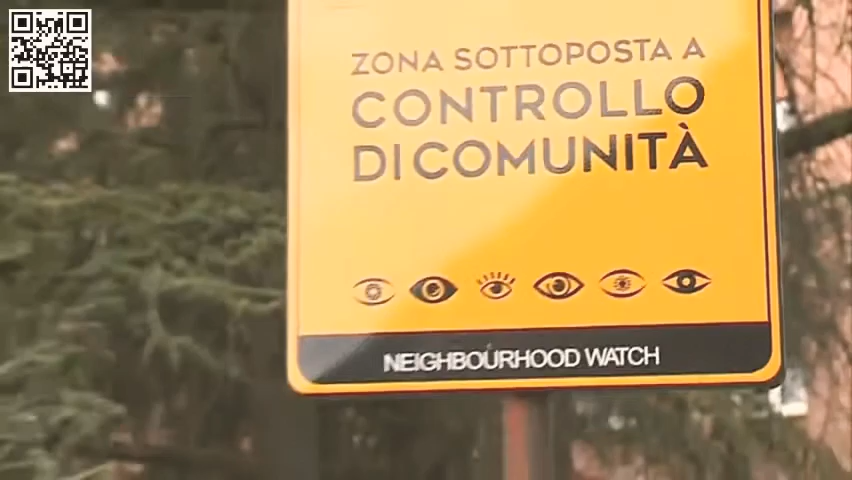 ZONA SOTTOPOSTA A
CONTROLLO
DI COMUNITÀ
NEIGHBOURHOOD WATCH